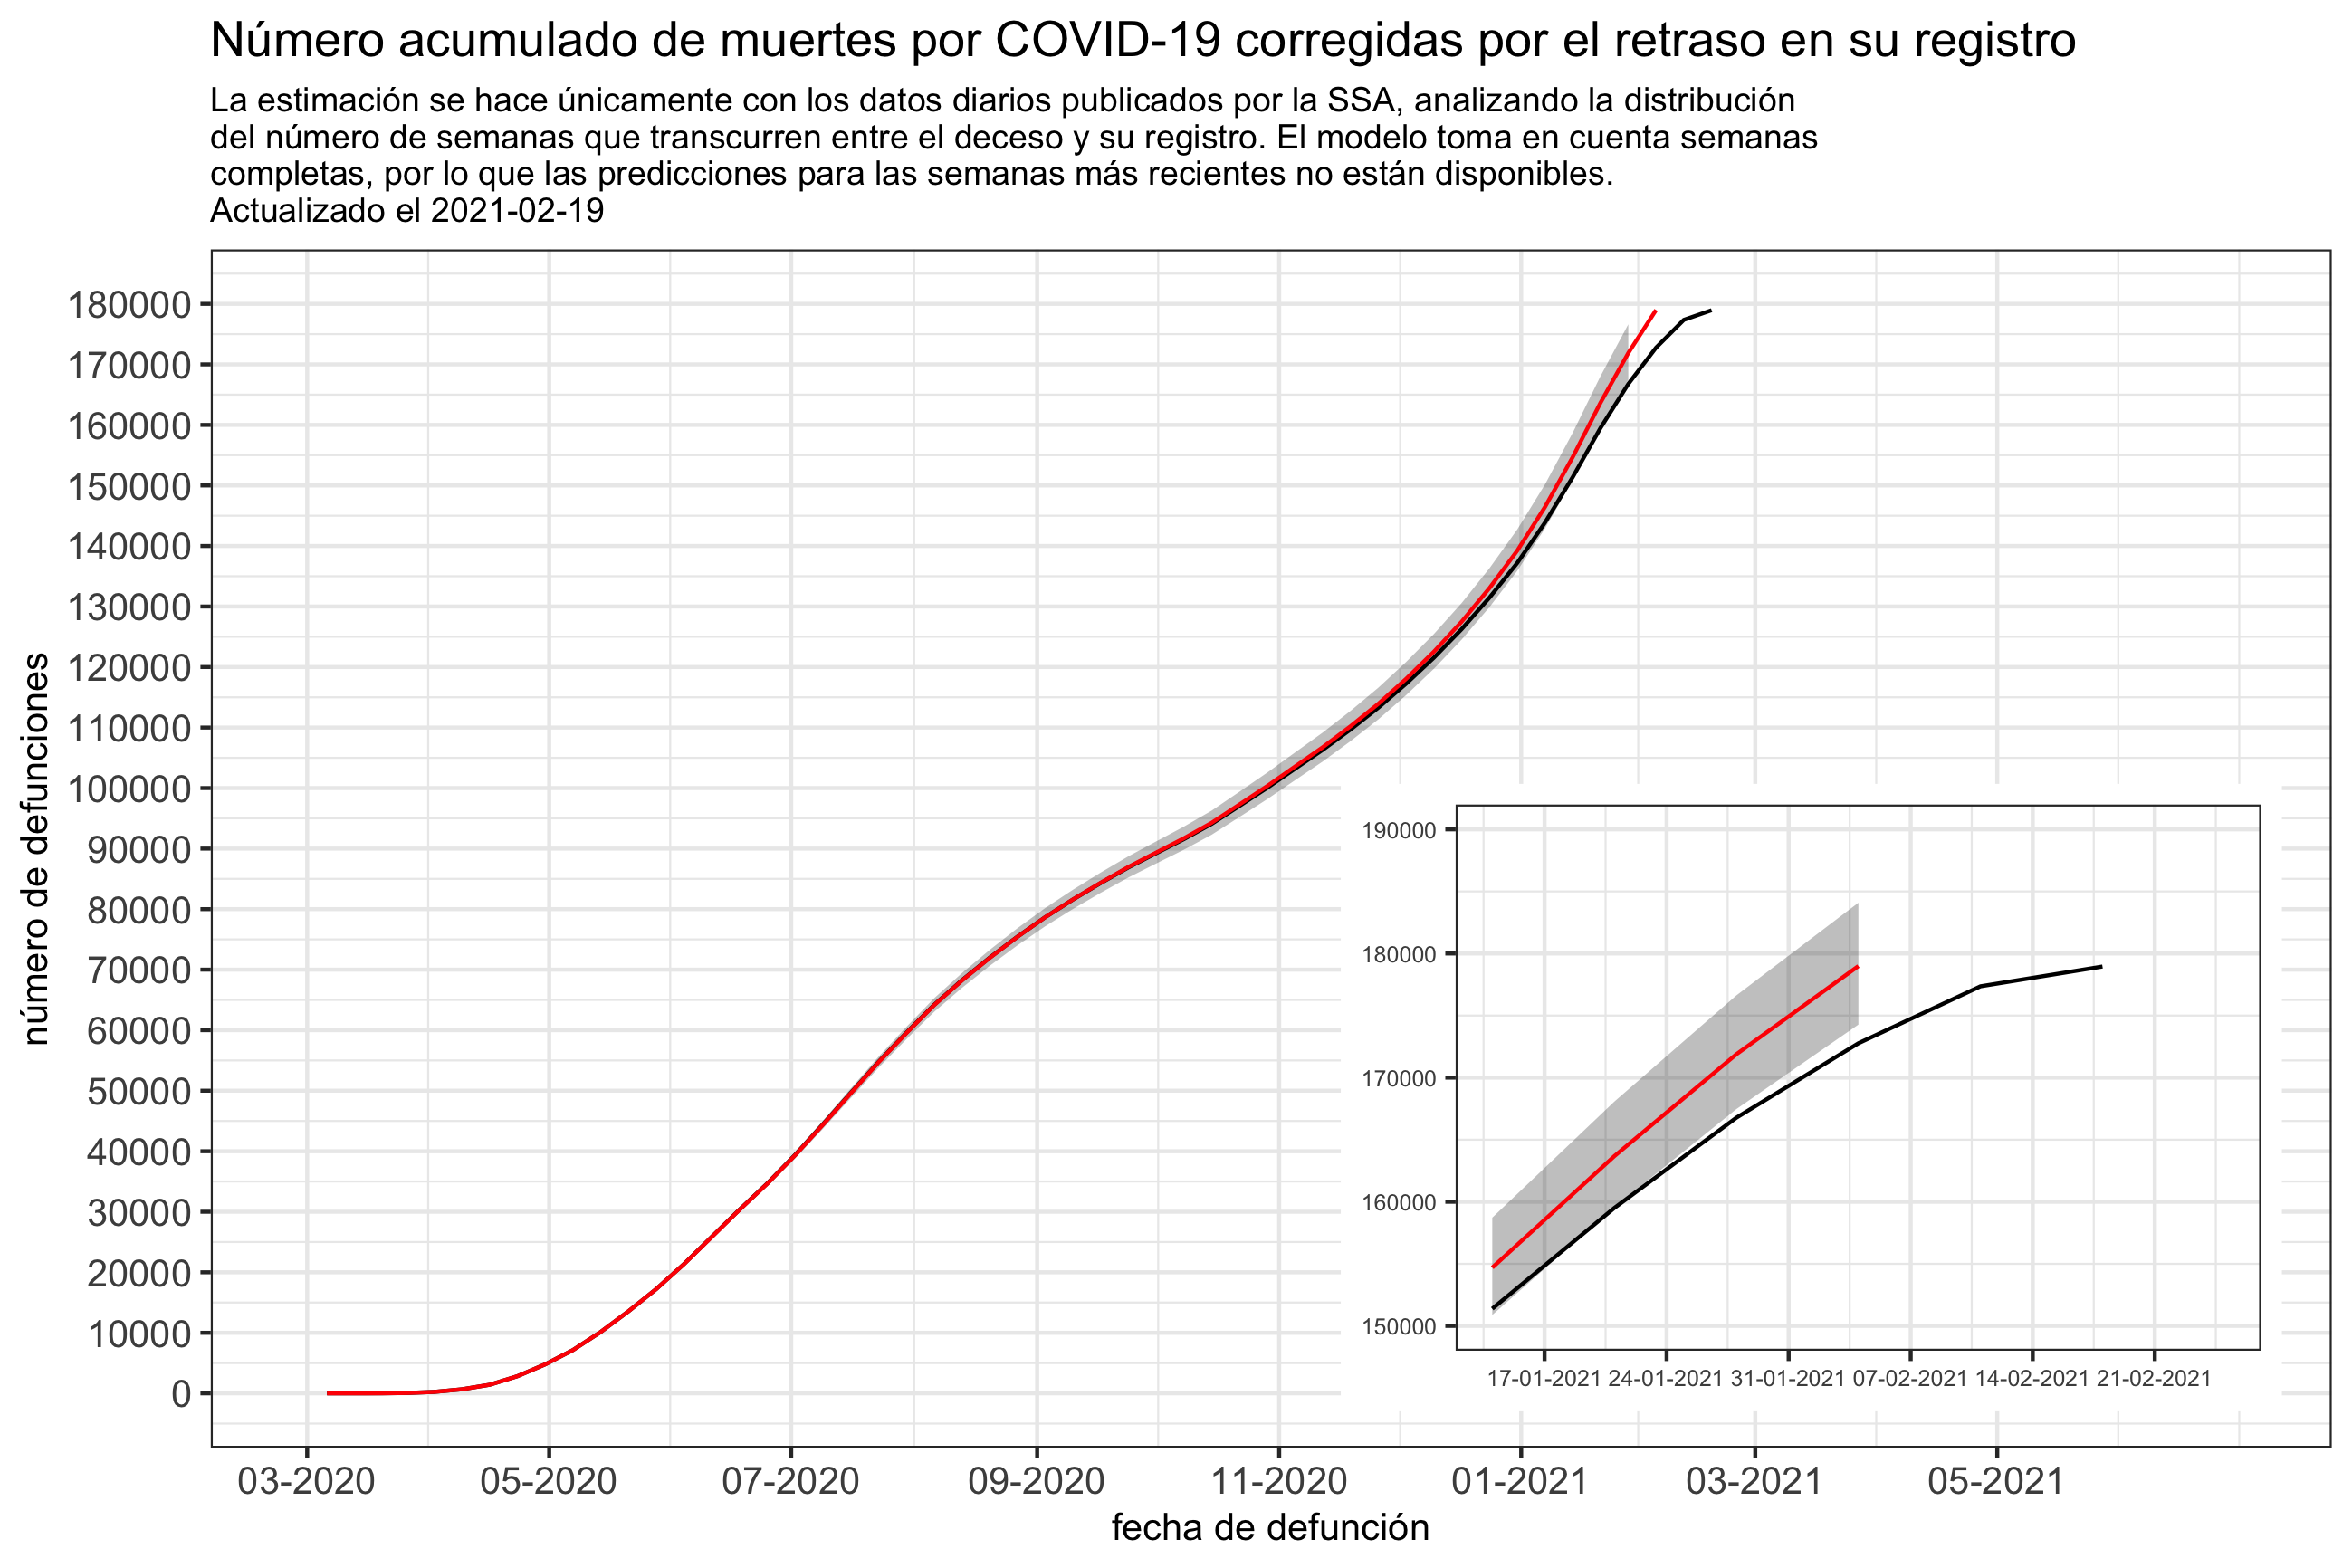 Número acumulado de muertes por COVID-19 corregidas por el retraso en su registro
La estimación se hace únicamente con los datos diarios publicados por la SSA, analizando la distribución
del número de semanas que transcurren entre el deceso y su registro. El modelo toma en cuenta semanas
completas, por lo que las predicciones para las semanas más recientes no están disponibles.
Actualizado el 2021-02-19
número de defunciones
180000
170000
160000
150000
140000
130000
120000
110000
100000
90000
80000
70000
60000
50000
40000
30000
20000
10000
0
190000
180000
170000
160000
150000
17-01-2021 24-01-2021 31-01-2021 07-02-2021 14-02-2021 21-02-2021
03-2020 05-2020 07-2020 09-2020 11-2020 01-2021 03-2021 05-2021
fecha de defunción